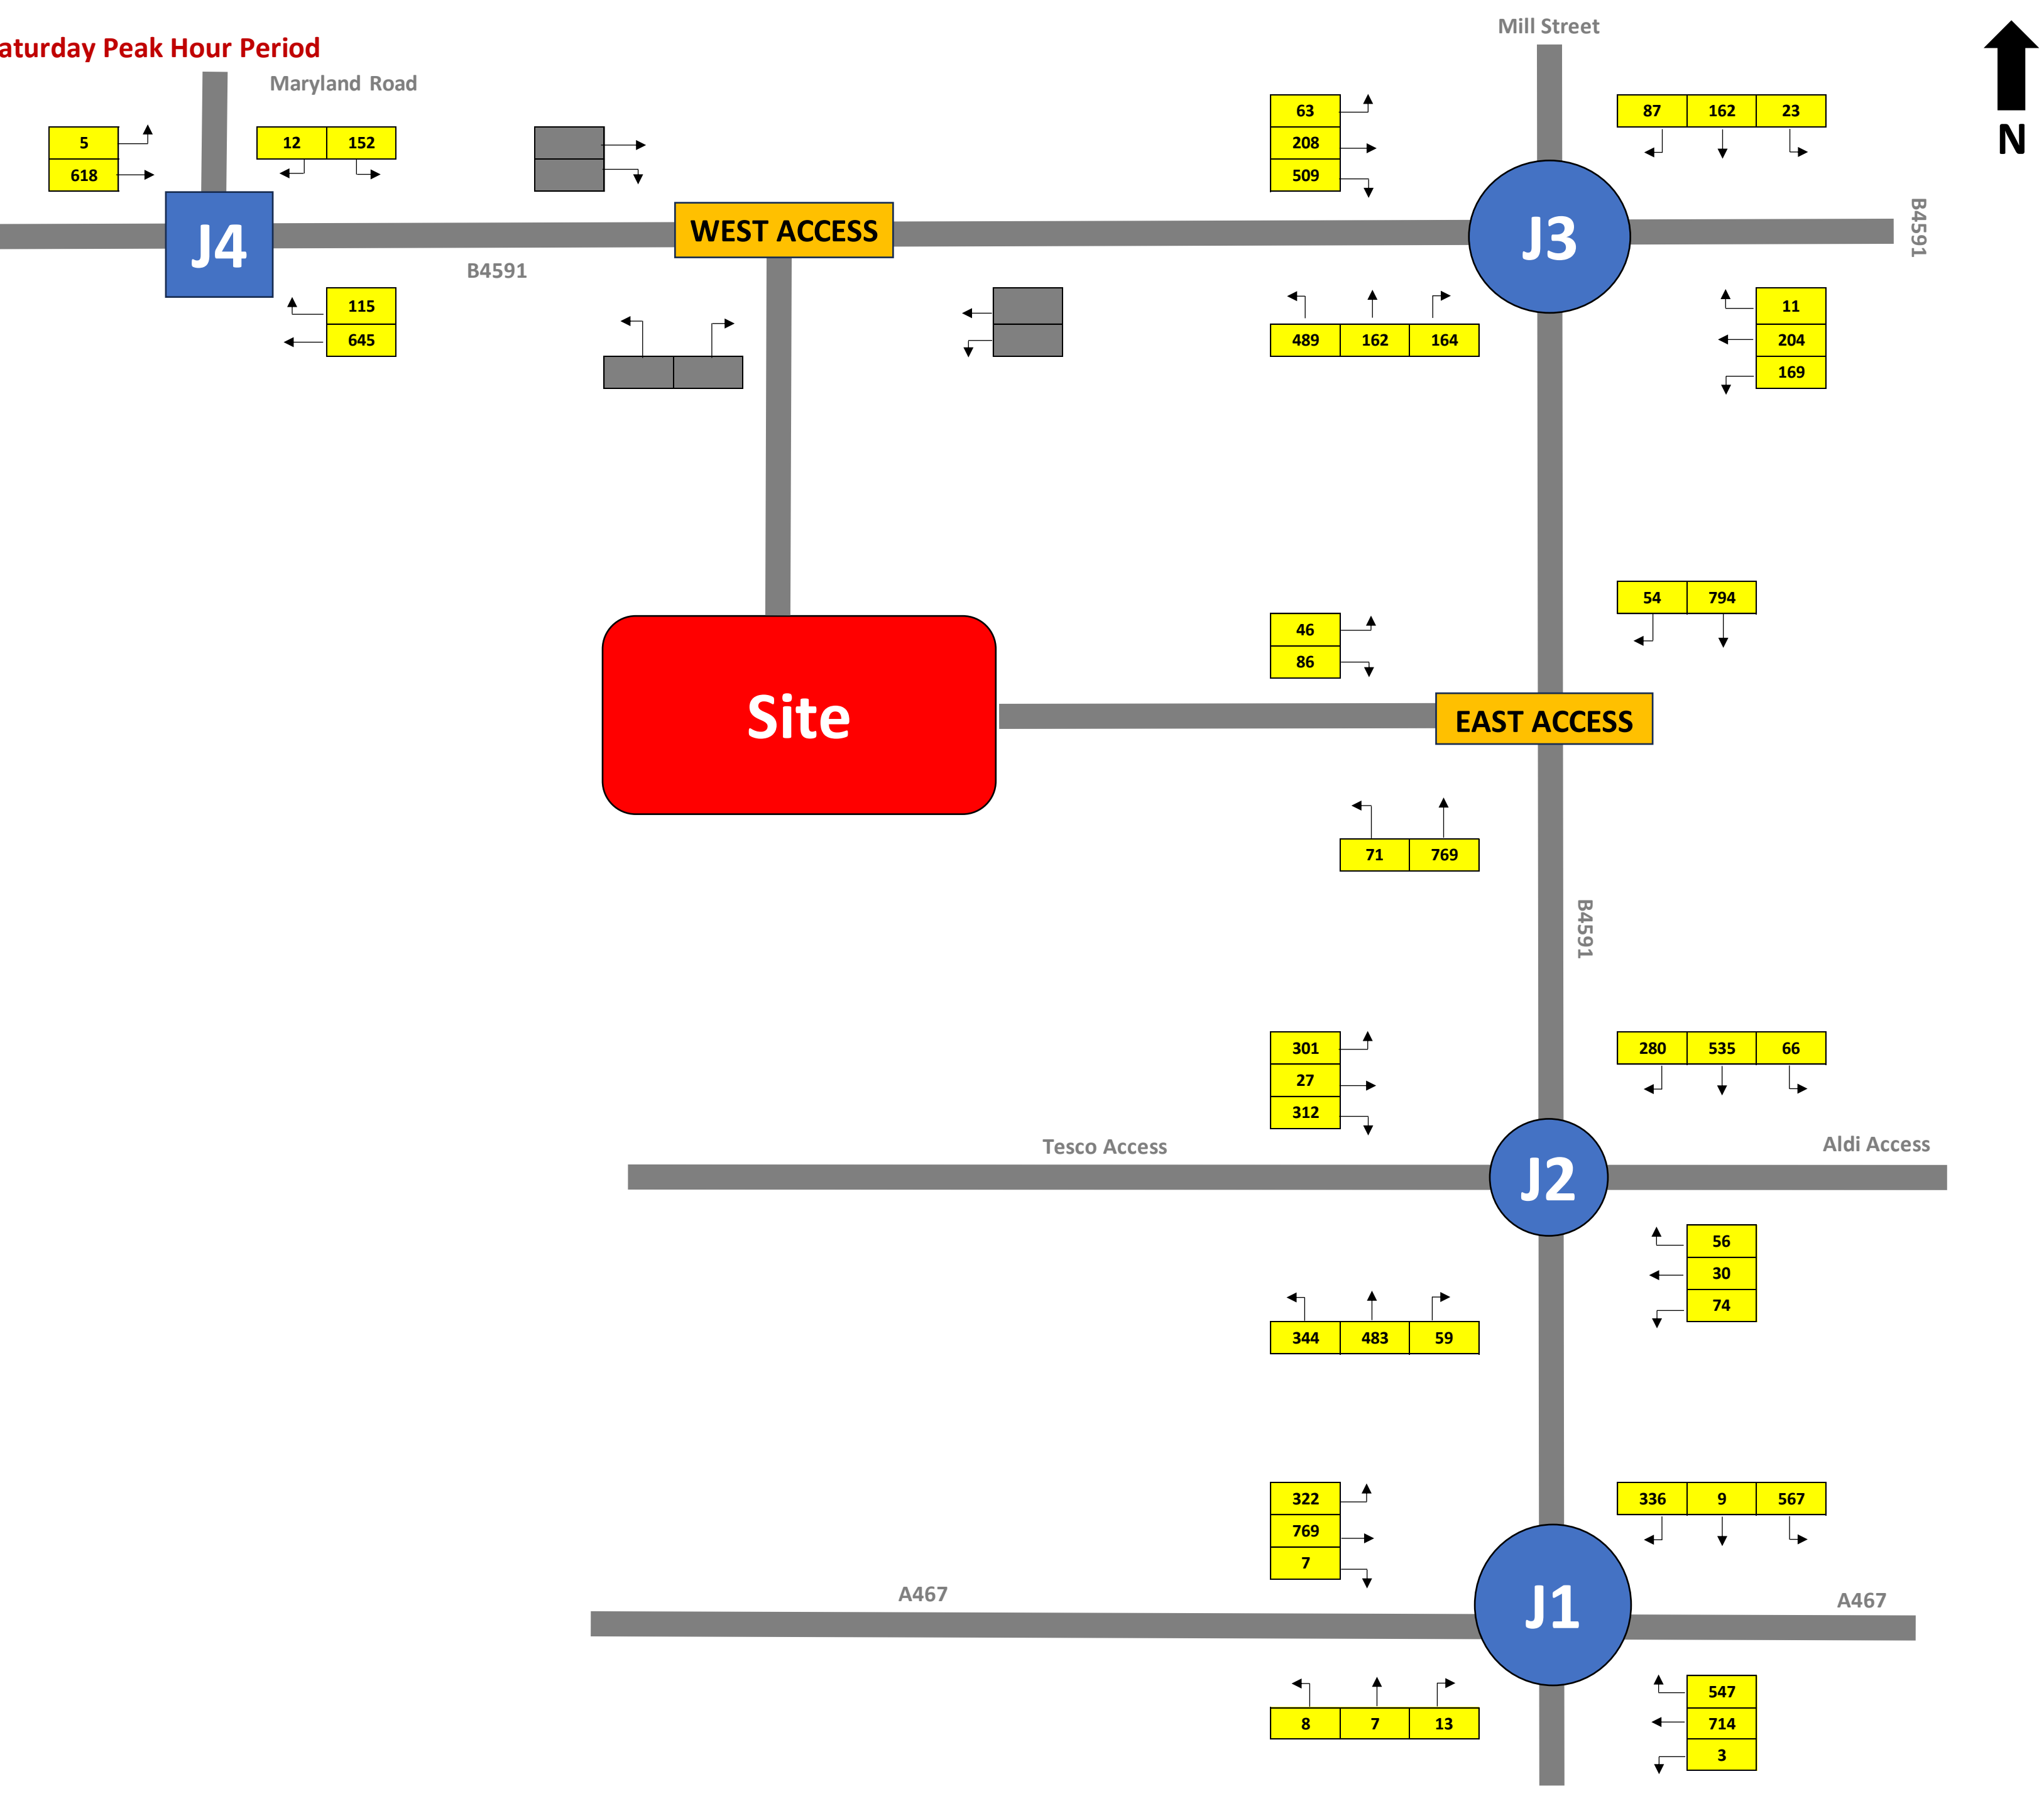 aturday Peak Hour Period
Mill Street
Maryland Road
N
5
618
12 152
63
208
509
87 162 23
J4
WEST ACCESS
J3
B4591
B4591
115
645
489 162 164
11
204
169
54 794
46
86
Site
EAST ACCESS
71 769
B4591
301
27
312
280 535 66
Tesco Access
J2
Aldi Access
56
30
74
344 483 59
322
769
7
336 9 567
A467
J1
A467
8 7 13
547
714
3